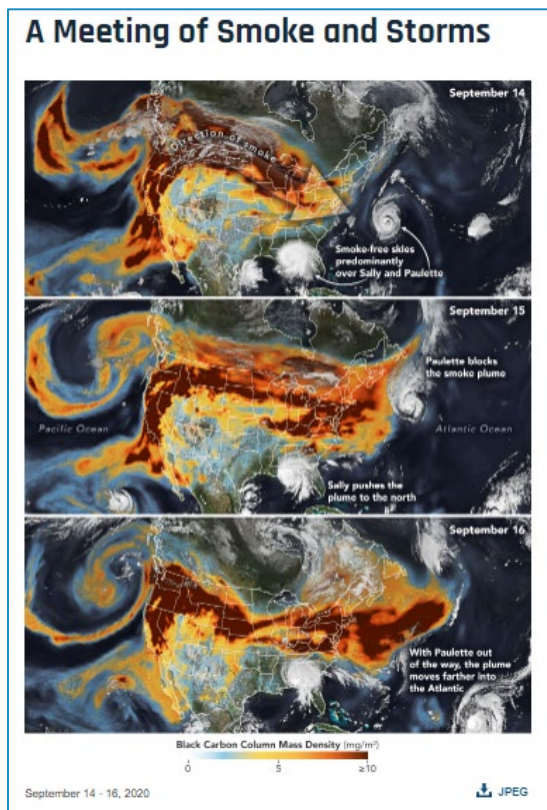 A Meeting of Smoke and Storms
September 14
Direction of smoke
Smoke-free skies
predominantly
over Sally and Paulette
September 15
Paulette blocks
the smoke plume
Pacific Ocean
Atlantic Ocean
Sally pushes the
plume to the north
September 16
With Paulette out
of the way, the plume
moves farther into
the Atlantic
Black Carbon Column Mass Density (mg/m²)
0 5 ≥10
September 14 - 16, 2020
JPEG